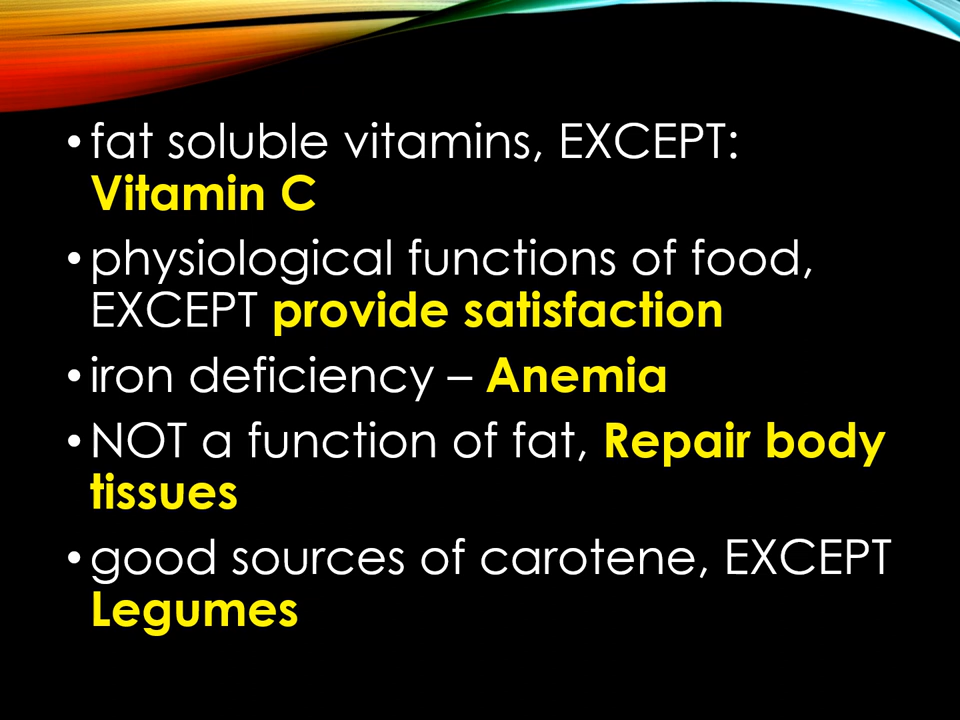 • fat soluble vitamins, EXCEPT:
Vitamin C
• physiological functions of food,
EXCEPT provide satisfaction
• iron deficiency – Anemia
• NOT a function of fat, Repair body
tissues
• good sources of carotene, EXCEPT
Legumes